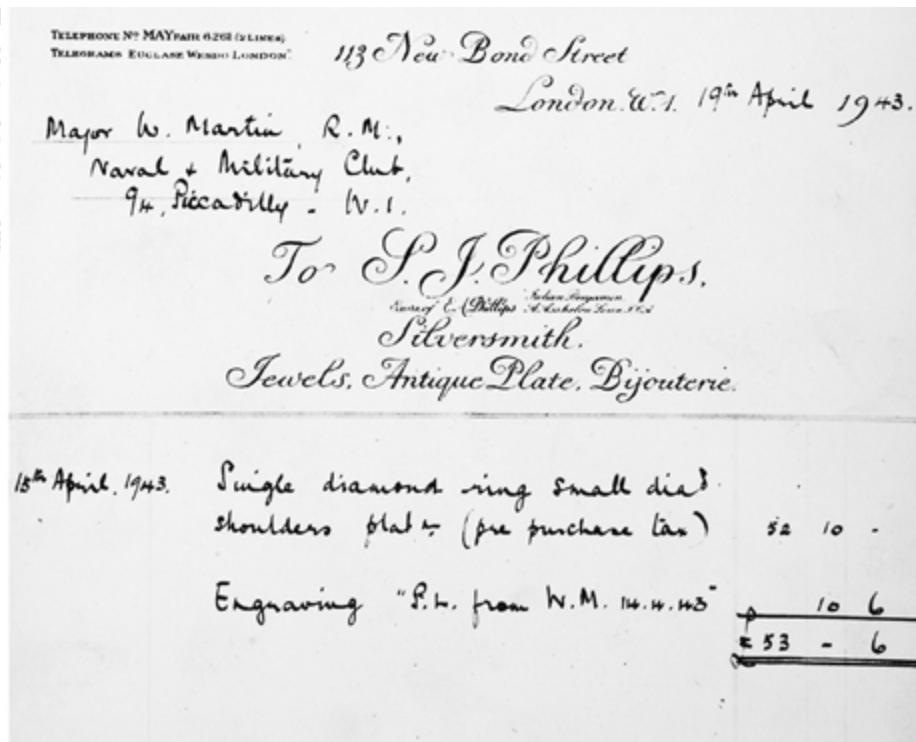 TELEPHONE Nº MAYFAIR 6261 (2 LINES)
TELEGRAMS EUGLASE WESDO LONDON
113 New Bond Street
London. W. 1. 19th April 1943.
Major W. Martin, R.M.,
Naval & Military Club,
94, Piccadilly - W.1.
To S. J. Phillips,
Phillips
Silversmith.
Jewels, Antique Plate, Bijouterie.
15th April, 1943. Single diamond ring small diad
shoulders (pre purchase tax) 52 10 -
Engraving "P.L. from W.M. 14.4.43" 10 6
£ 53 - 6